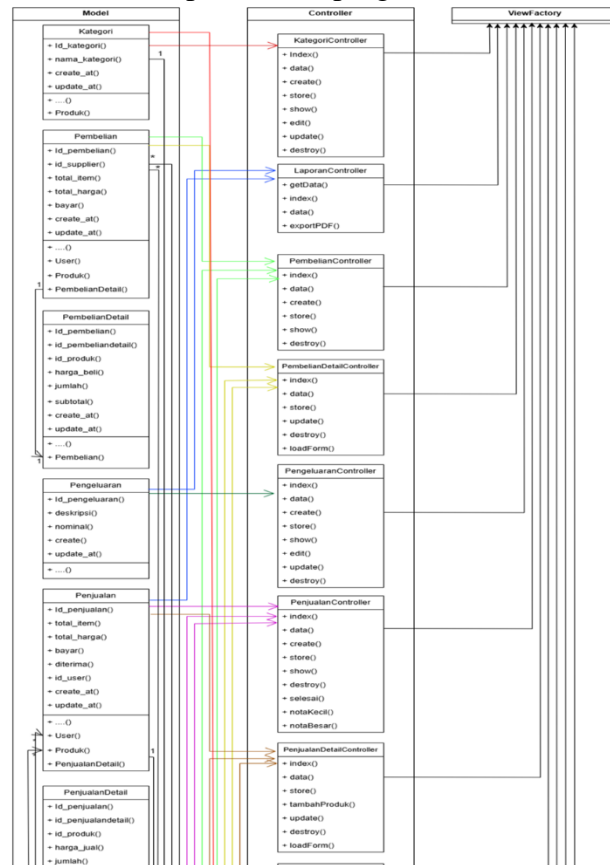 Model
Kategori
+ Id_kategori()
+ nama_kategori()
+ create_at()
+ update_at()
+ ....()
+ Produk()
1
Pembelian
+ Id_pembelian()
+ id_supplier()
+ total_item()
+ total_harga()
+ bayar()
+ create_at()
+ update_at()
+ ....()
+ User()
+ Produk()
+ PembelianDetail()
*
*
1
PembelianDetail
+ Id_pembelian()
+ id_pembeliandetail()
+ id_produk()
+ harga_beli()
+ jumlah()
+ subtotal()
+ create_at()
+ update_at()
+ ....()
+ Pembelian()
1
Pengeluaran
+ Id_pengeluaran()
+ deskripsi()
+ nominal()
+ create()
+ update_at()
+ ....()
Penjualan
+ Id_penjualan()
+ total_item()
+ total_harga()
+ bayar()
+ diterima()
+ id_user()
+ create_at()
+ update_at()
+ ....()
+ User()
+ Produk()
+ PenjualanDetail()
1
PenjualanDetail
+ Id_penjualan()
+ id_penjualandetail()
+ id_produk()
+ harga_jual()
+ jumlah()
Controller
KategoriController
+ Index()
+ data()
+ create()
+ store()
+ show()
+ edit()
+ update()
+ destroy()
LaporanController
+ getData()
+ index()
+ data()
+ exportPDF()
PembelianController
+ index()
+ data()
+ create()
+ store()
+ show()
+ destroy()
PembelianDetailController
+ index()
+ data()
+ store()
+ update()
+ destroy()
+ loadForm()
PengeluaranController
+ index()
+ data()
+ create()
+ store()
+ show()
+ edit()
+ update()
+ destroy()
PenjualanController
+ index()
+ data()
+ create()
+ store()
+ show()
+ destroy()
+ selesai()
+ notaKecil()
+ notaBesar()
PenjualanDetailController
+ index()
+ data()
+ store()
+ tambahProduk()
+ update()
+ destroy()
+ loadForm()
ViewFactory